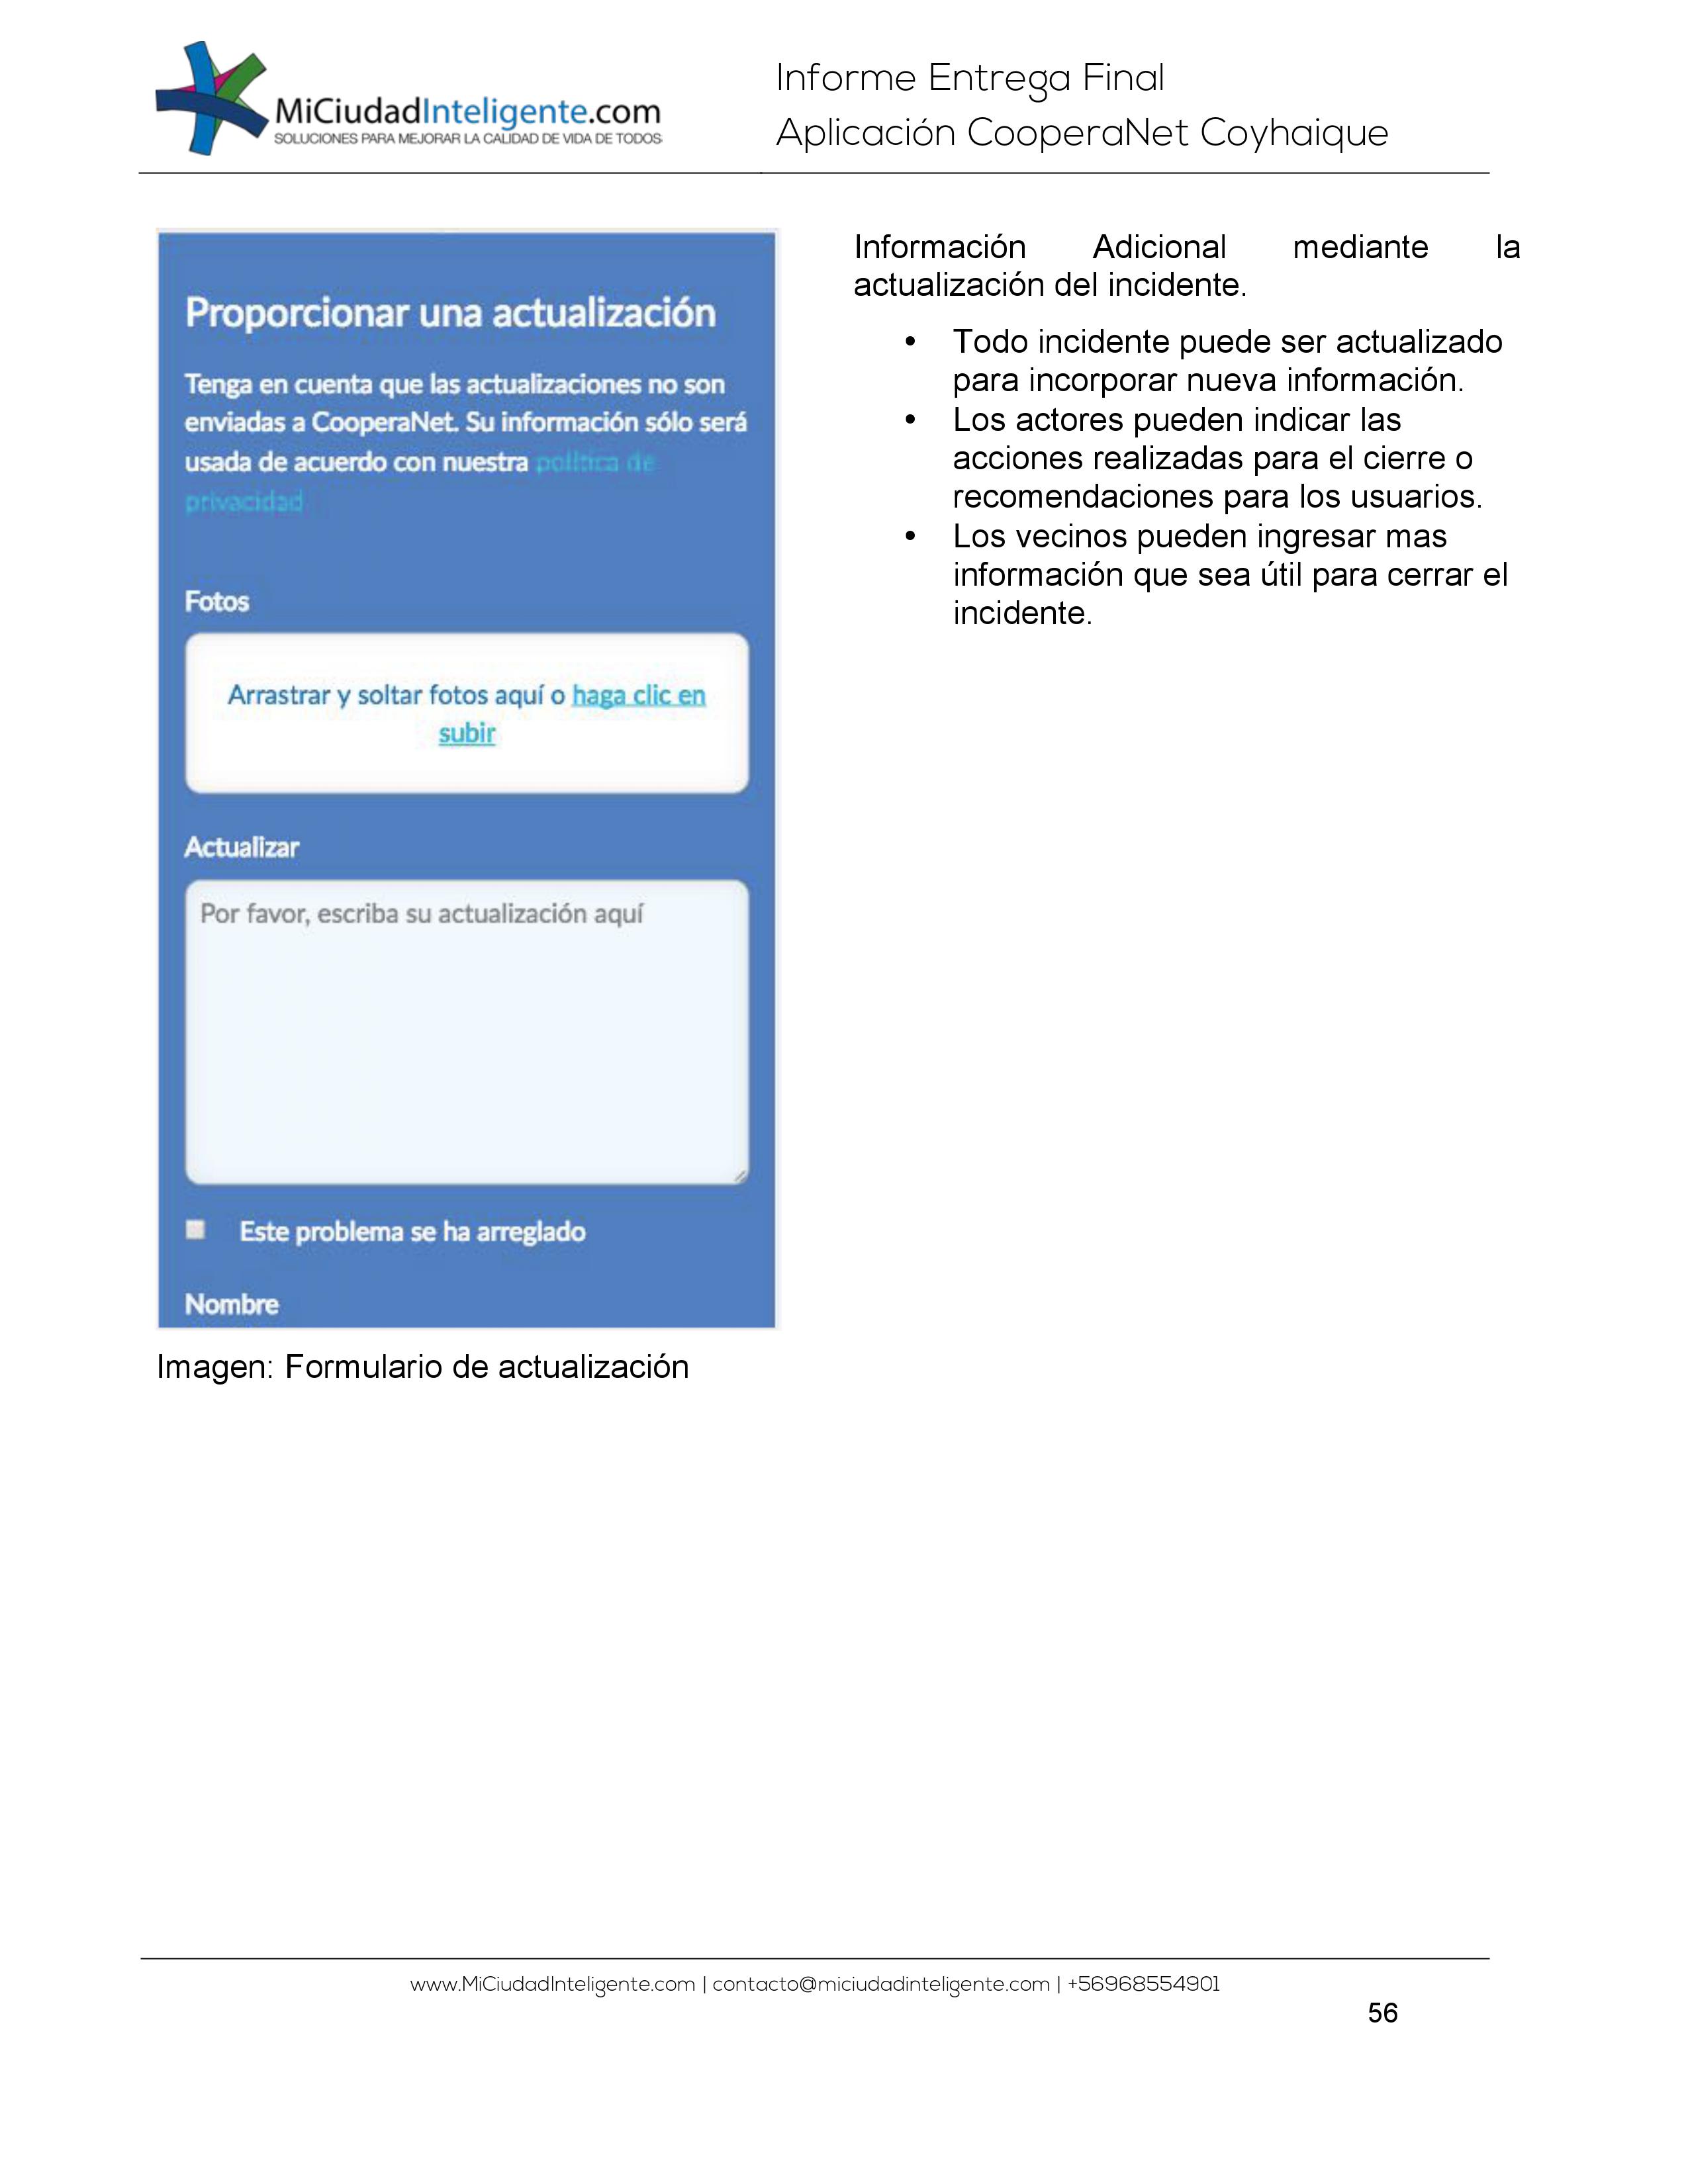 MiCiudadInteligente.com
SOLUCIONES PARA MEJORAR LA CALIDAD DE VIDA DE TODOS
Informe Entrega Final
Aplicación CooperaNet Coyhaique
Proporcionar una actualización
Tenga en cuenta que las actualizaciones no son
enviadas a CooperaNet. Su información sólo será
usada de acuerdo con nuestra política de
privacidad
Fotos
Arrastrar y soltar fotos aquí o haga clic en
subir
Actualizar
Por favor, escriba su actualización aquí
Este problema se ha arreglado
Nombre
Imagen: Formulario de actualización
Información Adicional mediante la
actualización del incidente.
• Todo incidente puede ser actualizado
para incorporar nueva información.
• Los actores pueden indicar las
acciones realizadas para el cierre o
recomendaciones para los usuarios.
• Los vecinos pueden ingresar mas
información que sea útil para cerrar el
incidente.
www.MiCiudadInteligente.com | contacto@miciudadinteligente.com | +56968554901
56